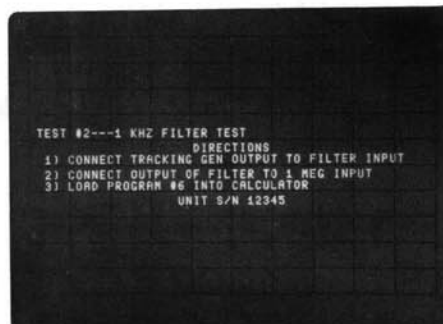 TEST #2---1 KHZ FILTER TEST
DIRECTIONS
1) CONNECT TRACKING GEN OUTPUT TO FILTER INPUT
2) CONNECT OUTPUT OF FILTER TO 1 MEG INPUT
3) LOAD PROGRAM #6 INTO CALCULATOR
UNIT S/N 12345